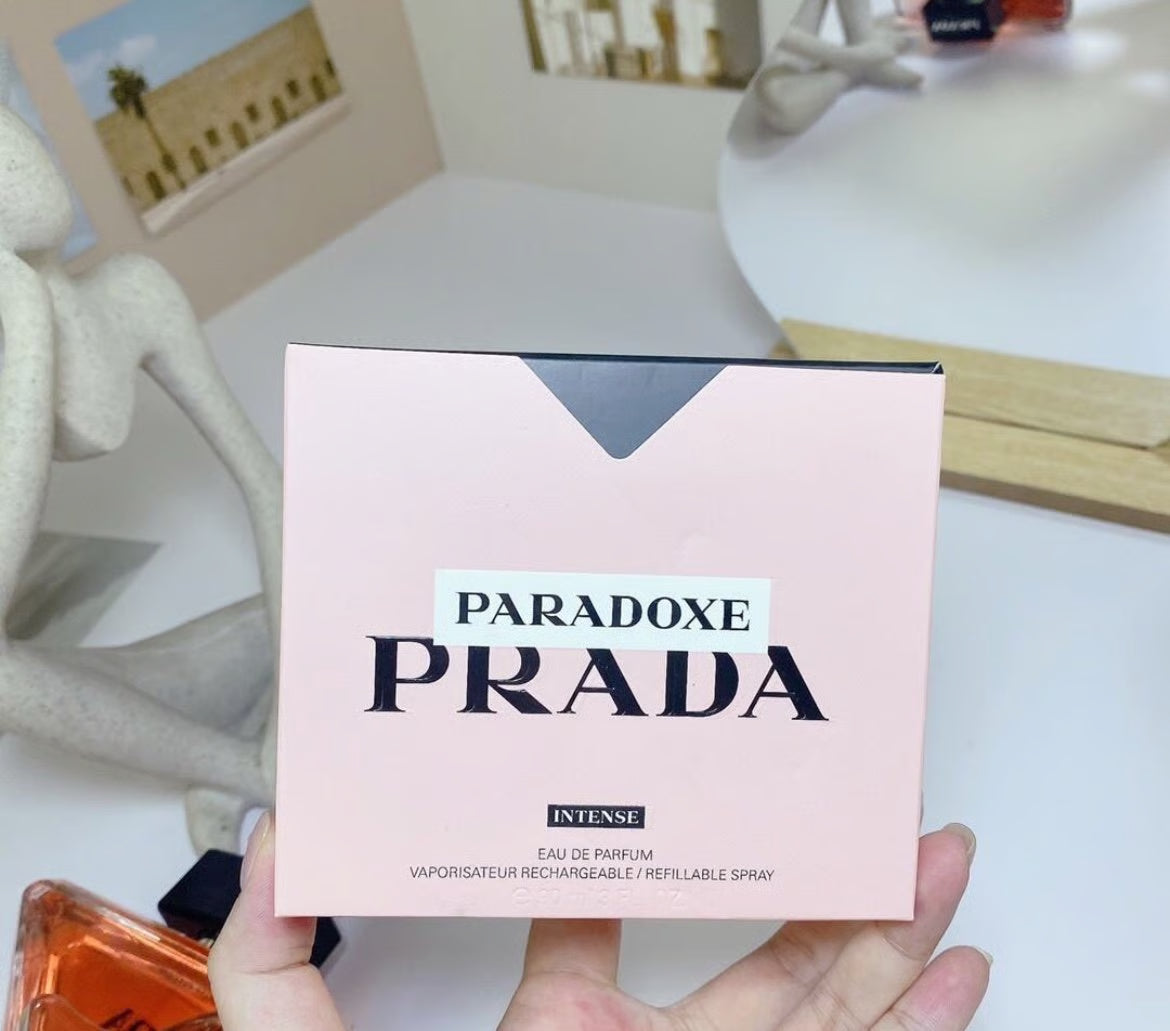 PARADOXE
PRADA
INTENSE
EAU DE PARFUM
VAPORISATEUR RECHARGEABLE / REFILLABLE SPRAY